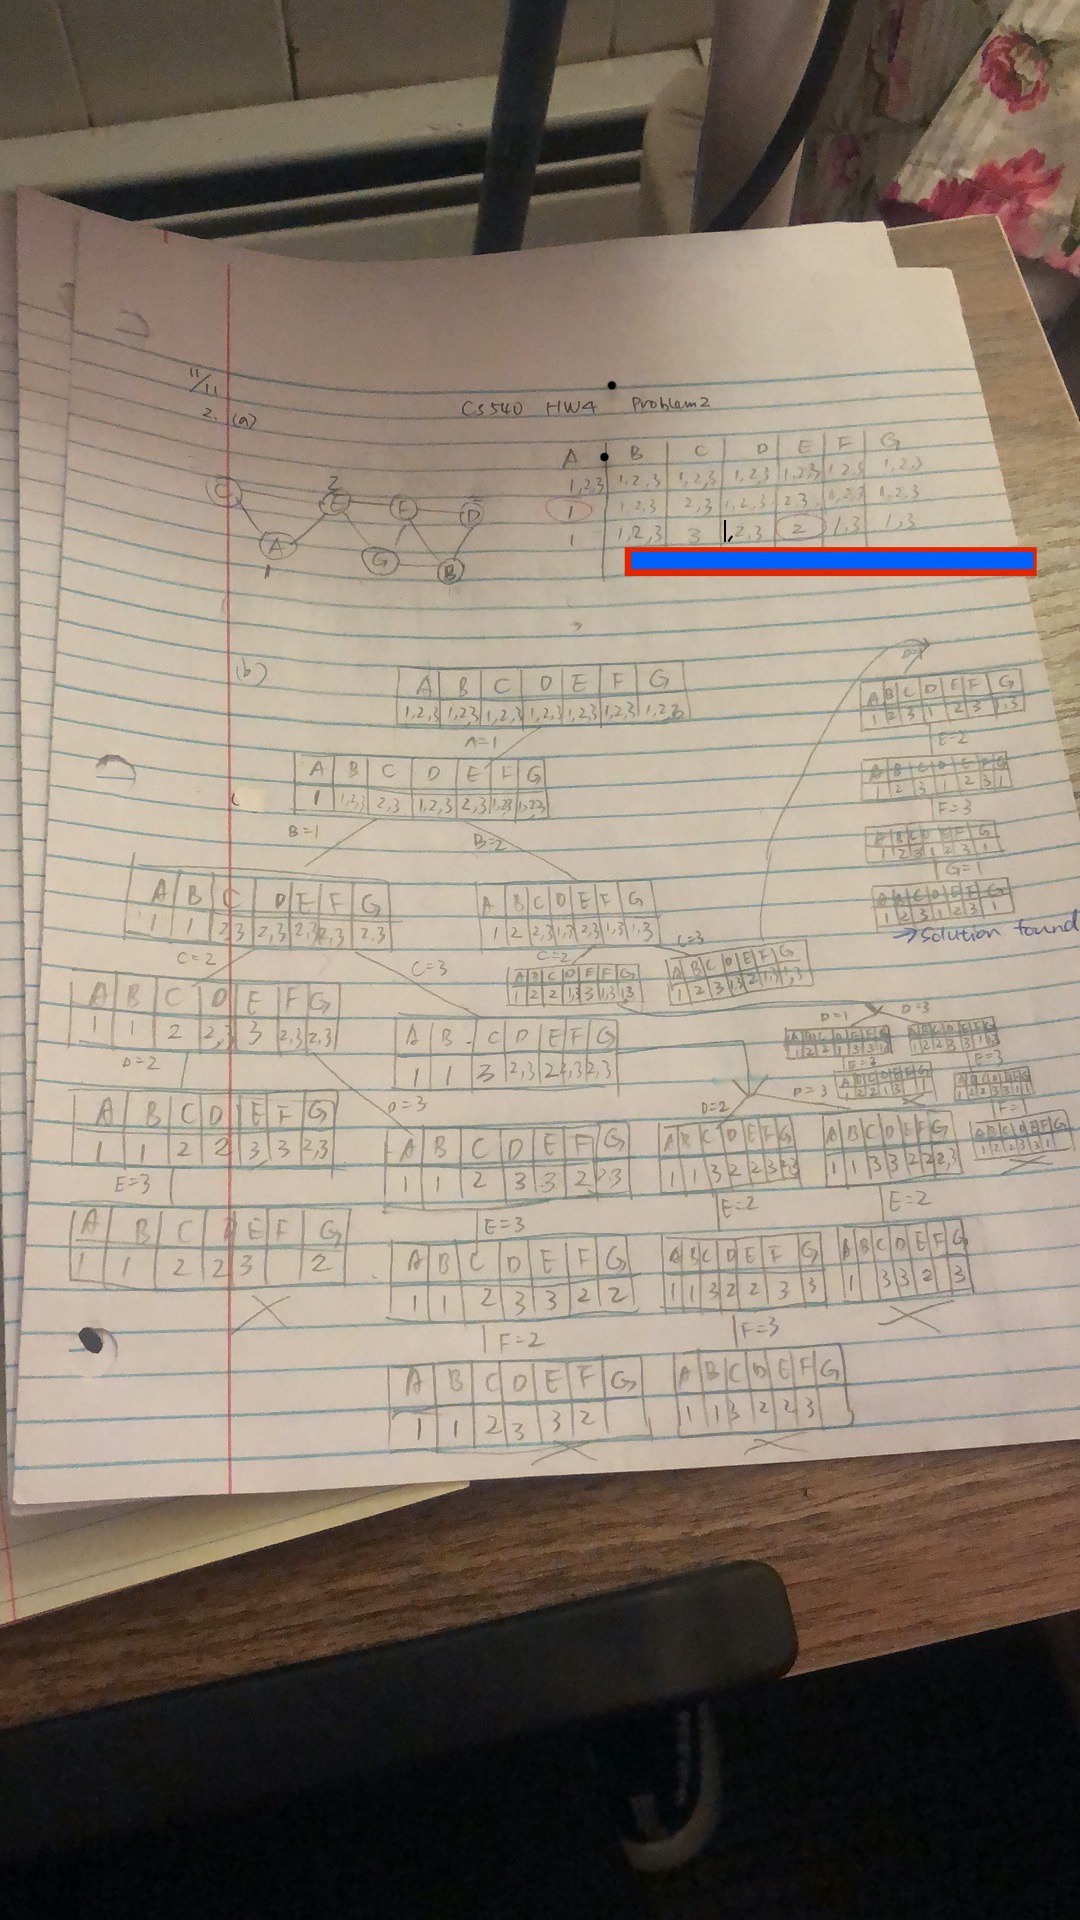 11/11
CS540 HW4 Problem2
2. (a)
A B C D E F G
1,2,3 1,2,3 1,2,3 1,2,3 1,2,3 1,2,3 1,2,3
1 1,2,3 2,3 1,2,3 2,3 1,2,3 1,2,3
1 1,2,3 3 1,2,3 2 1,3 1,3
2
C E F D
A G B
1
(b)
A B C D E F G
1,2,3 1,2,3 1,2,3 1,2,3 1,2,3 1,2,3 1,2,3
A=1
A B C D E F G
1 1,2,3 2,3 1,2,3 2,3 1,2,3 1,2,3
B=1 B=2
A B C D E F G
1 1 2,3 2,3 2,3 2,3 2,3
A B C D E F G
1 2 2,3 1,3 2,3 1,3 1,3
C=2 C=3
C=2 C=3
A B C D E F G
1 1 2 2,3 3 2,3 2,3
A B C D E F G
1 1 3 2,3 2 2,3 2,3
A B C D E F G
1 2 2 1,3 3 1,3 1,3
A B C D E F G
1 2 3 1,3 2 1,3 1,3
D=2 D=3
D=2 D=3
D=1 D=3
E=3 E=3
F=1
A B C D E F G
1 1 2 2 3 3 2,3
A B C D E F G
1 1 2 3 3 2 2,3
A B C D E F G
1 1 3 2 2 3 2,3
A B C D E F G
1 1 3 3 2 2 2,3
A B C D E F G
1 2 2 3 3 1
E=3
E=3
E=2
E=2
A B C D E F G
1 1 2 2 3 2
A B C D E F G
1 1 2 3 3 2 2
A B C D E F G
1 1 3 2 2 3 3
A B C D E F G
1 3 3 2 3
F=2
F=3
A B C D E F G
1 1 2 3 3 2
A B C D E F G
1 1 3 2 2 3
A B C D E F G
1 2 3 1 2 3 1,3
E=2
A B C D E F G
1 2 3 1 2 3 1
F=3
A B C D E F G
1 2 3 1 2 3 1
G=1
A B C D E F G
1 2 3 1 2 3 1
→ Solution found